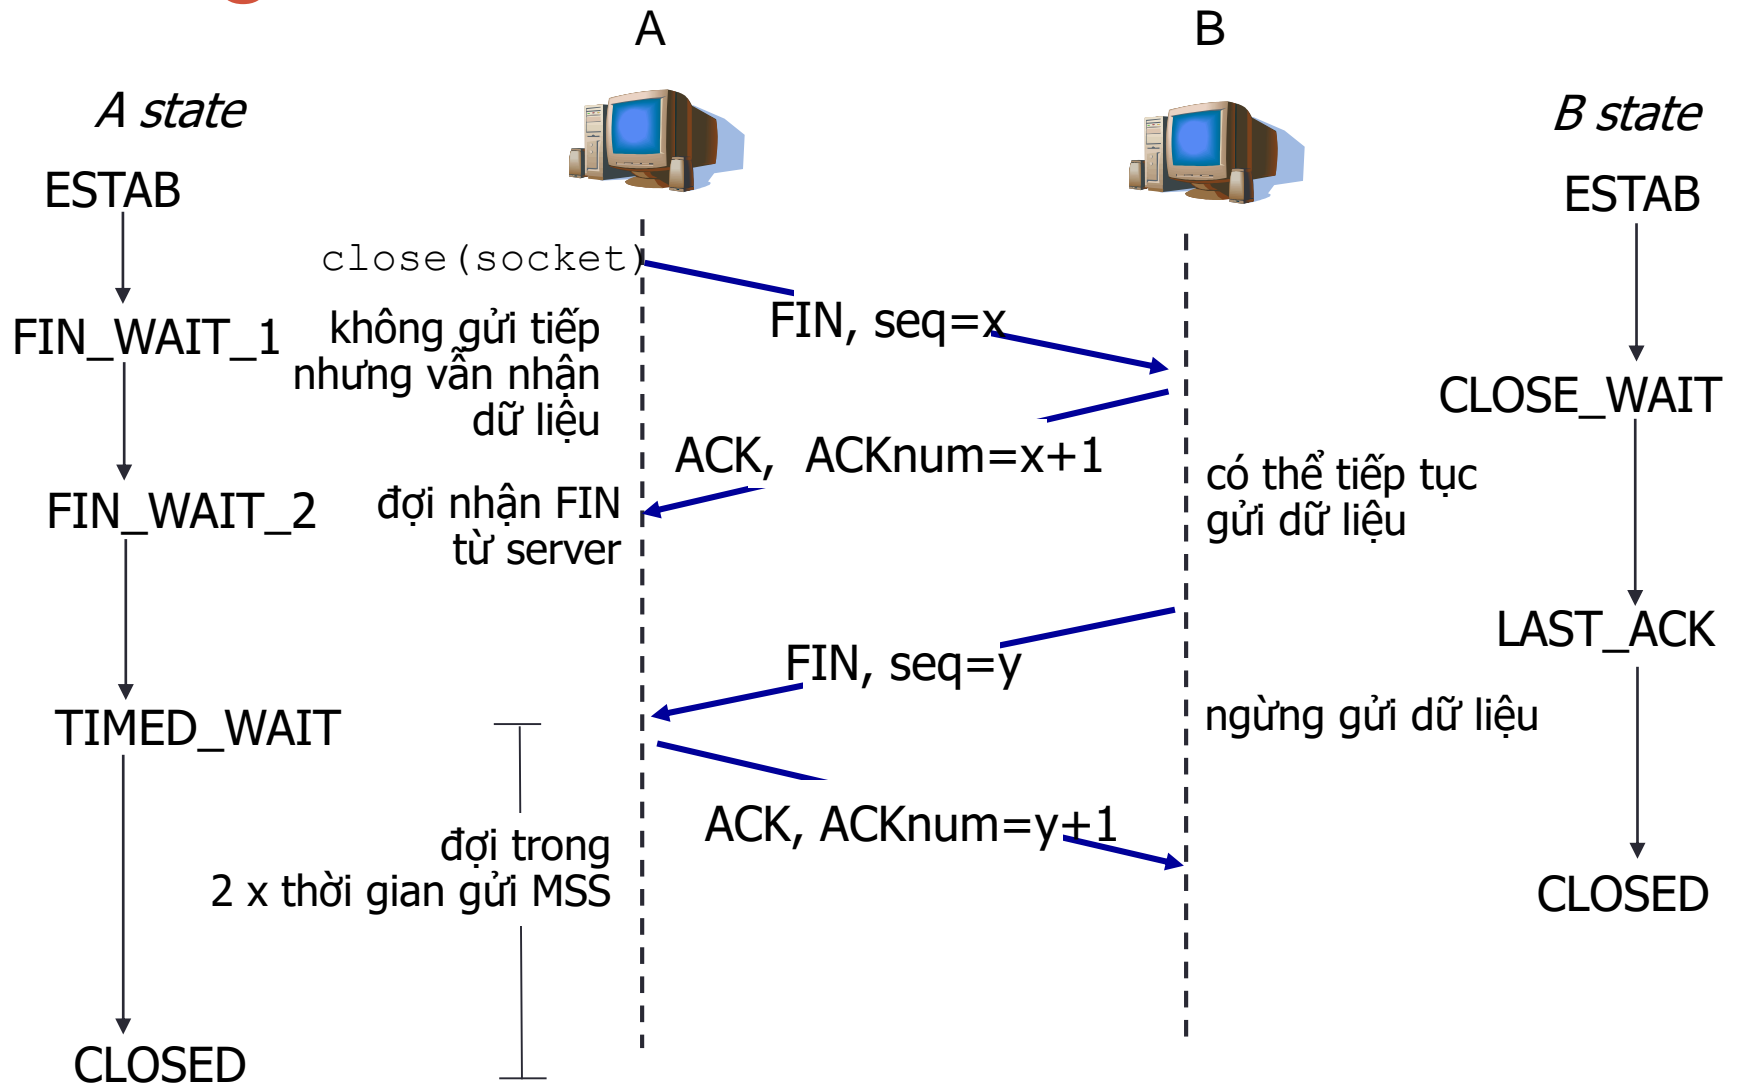 A
B
A state
B state
ESTAB
ESTAB
close(socket)
FIN, seq=x
FIN_WAIT_1
không gửi tiếp
nhưng vẫn nhận
dữ liệu
CLOSE_WAIT
ACK, ACKnum=x+1
có thể tiếp tục
gửi dữ liệu
FIN_WAIT_2
đợi nhận FIN
từ server
LAST_ACK
FIN, seq=y
TIMED_WAIT
ngừng gửi dữ liệu
ACK, ACKnum=y+1
đợi trong
2 x thời gian gửi MSS
CLOSED
CLOSED